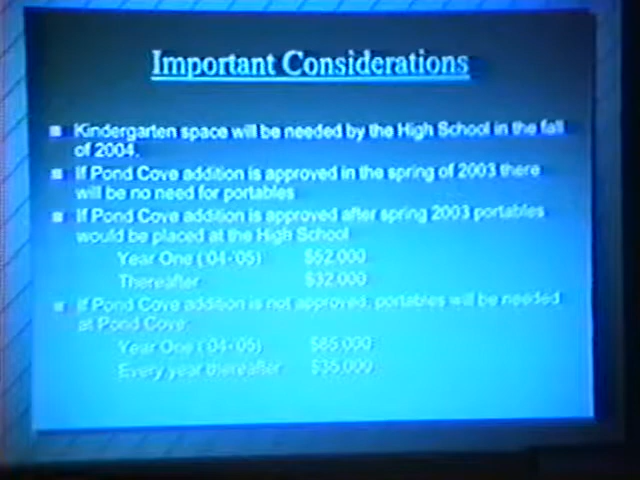 Important Considerations
Kindergarten space will be needed by the High School in the fall
of 2004.
If Pond Cove addition is approved in the spring of 2003 there
will be no need for portables
If Pond Cove addition is approved after spring 2003 portables
would be placed at the High School
Year One ('04-'05) $52,000
Thereafter $32,000
If Pond Cove addition is not approved, portables will be needed
at Pond Cove
Year One ('04-'05)
Every year thereafter